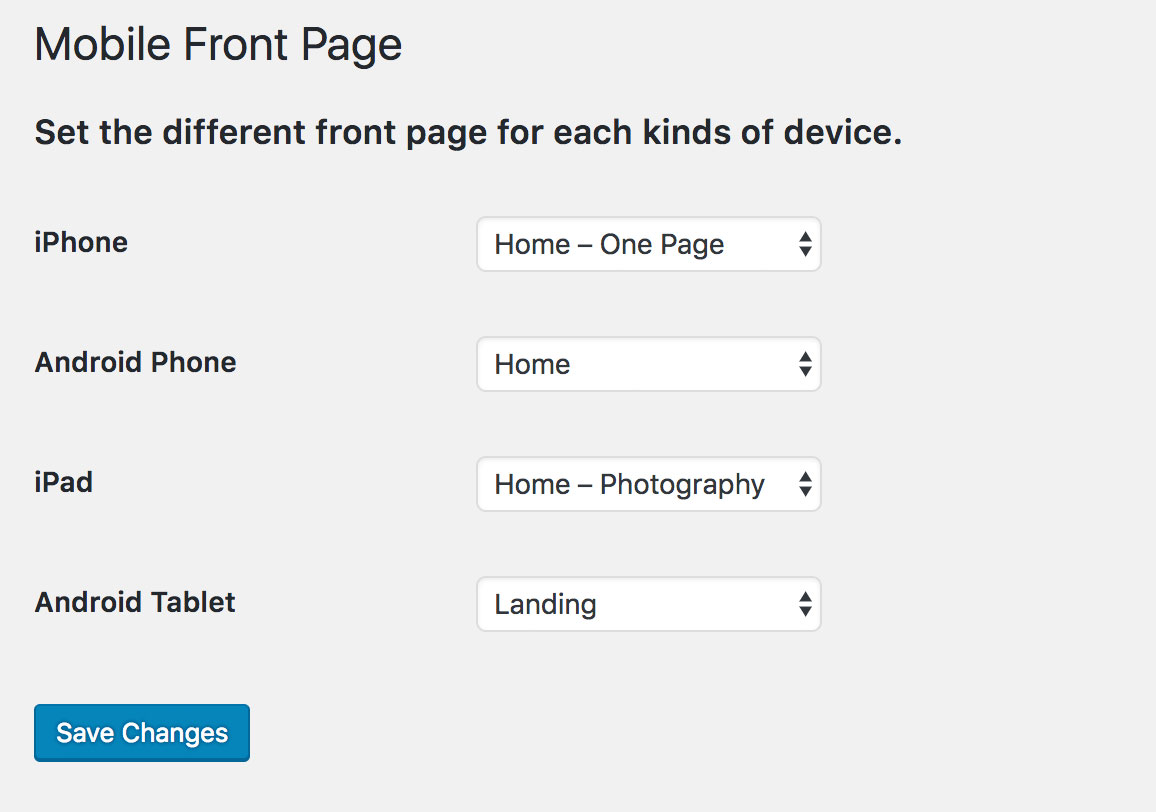 Mobile Front Page
Set the different front page for each kinds of device.
iPhone
Home – One Page
Android Phone
Home
iPad
Home – Photography
Android Tablet
Landing
Save Changes